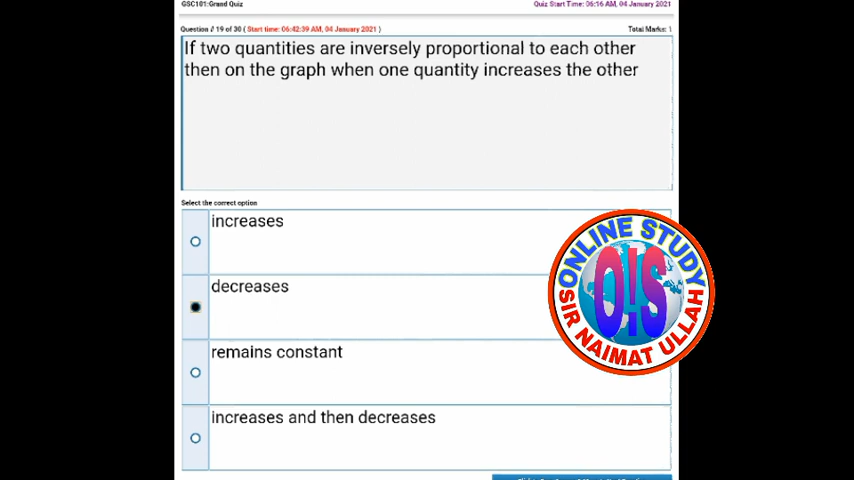 GSC101:Grand Quiz
Quiz Start Time: 06:16 AM, 04 January 2021
Question # 19 of 30 ( Start time: 06:42:39 AM, 04 January 2021 )
Total Marks: 1
If two quantities are inversely proportional to each other
then on the graph when one quantity increases the other
Select the correct option
increases
decreases
remains constant
increases and then decreases
ONLINE STUDY
O!S
SIR NAIMAT ULLAH